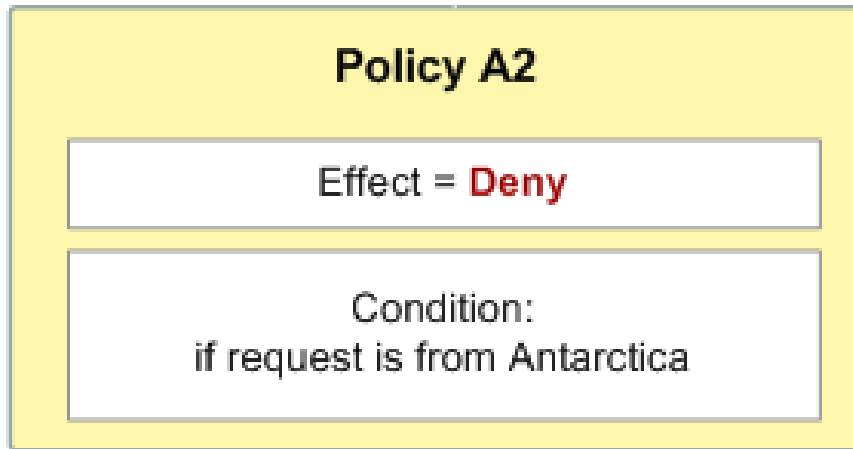 Policy A2
Effect = Deny
Condition:
if request is from Antarctica